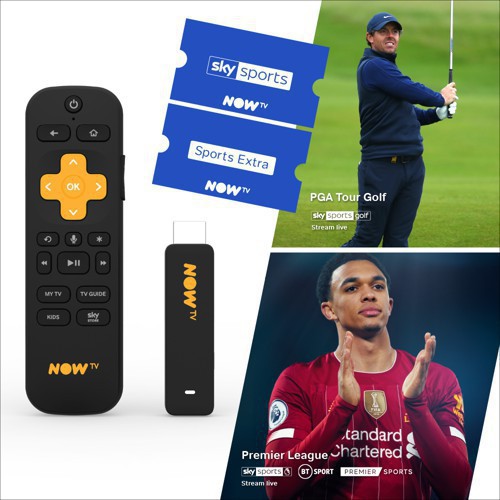 sky sports
NOW TV
Sports Extra
NOW TV
PGA Tour Golf
sky sports golf
Stream live
OK
MY TV
TV GUIDE
KIDS
sky STORE
NOW TV
NOW TV
Standard
Chartered
Premier League
sky sports
BT SPORT
PREMIER SPORTS
Stream live